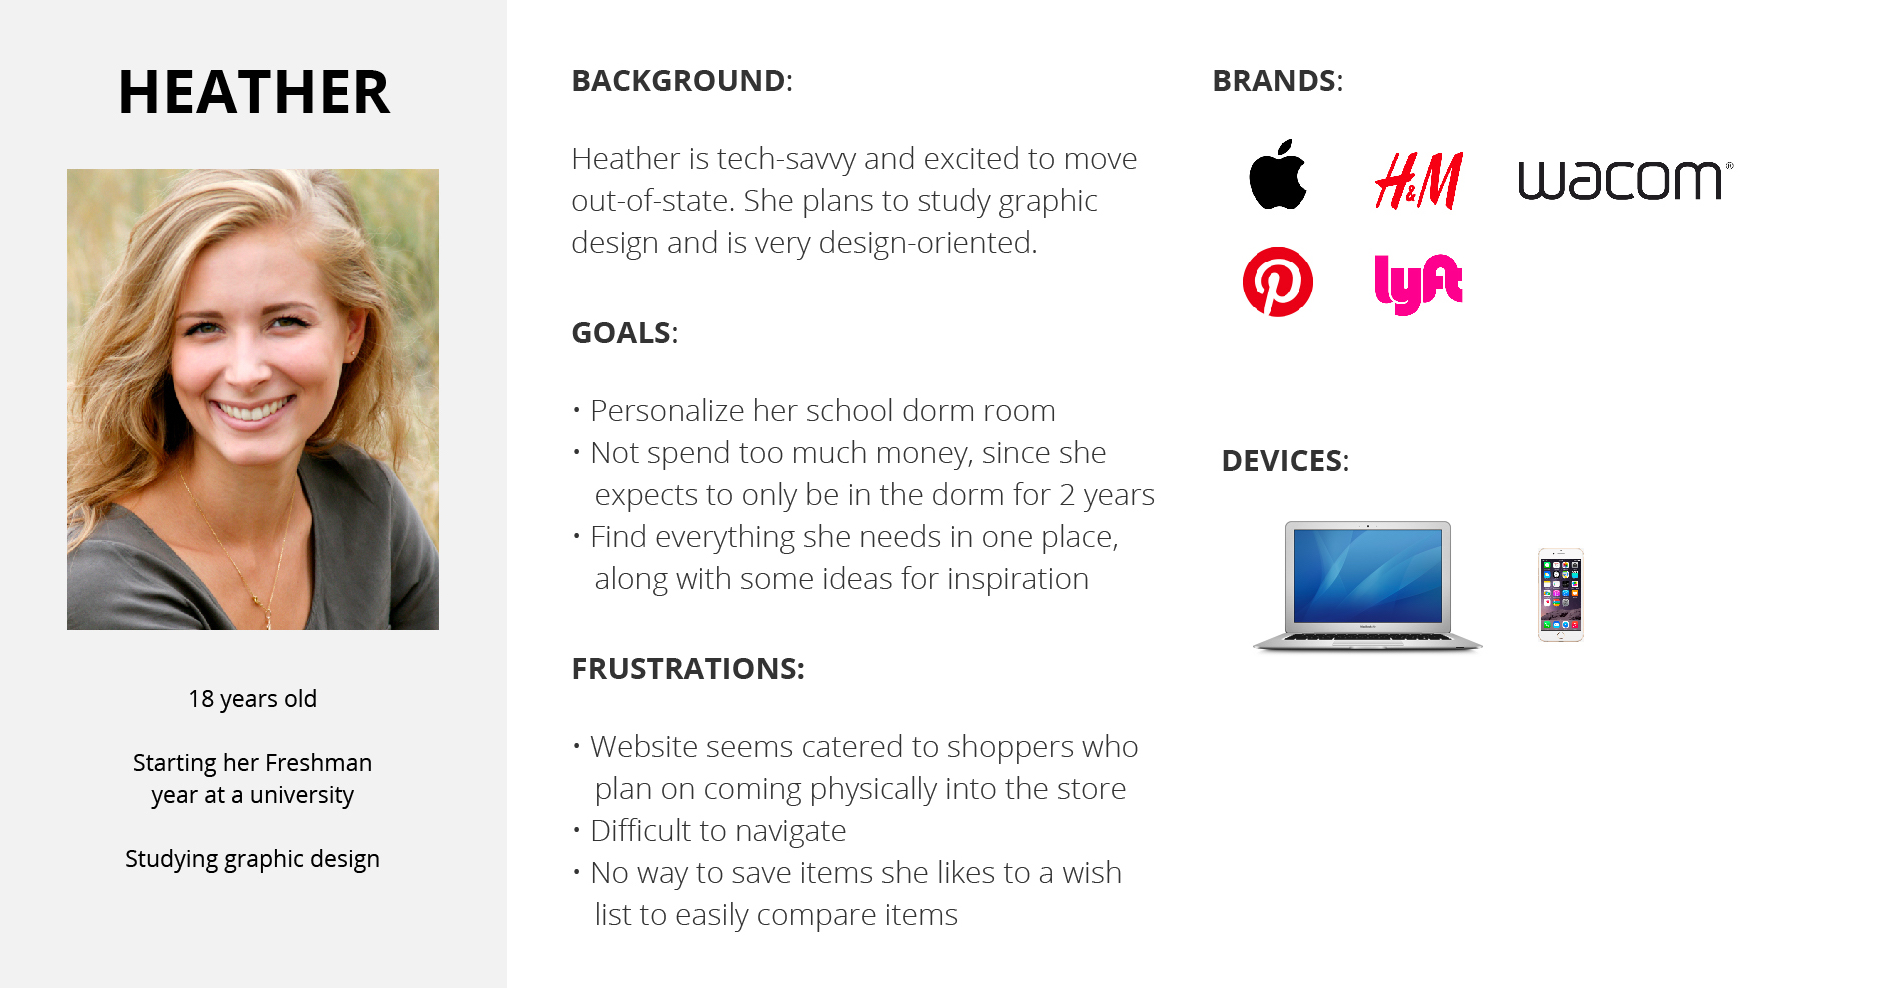 HEATHER
18 years old
Starting her Freshman
year at a university
Studying graphic design
BACKGROUND:
Heather is tech-savvy and excited to move
out-of-state. She plans to study graphic
design and is very design-oriented.
GOALS:
• Personalize her school dorm room
• Not spend too much money, since she
expects to only be in the dorm for 2 years
• Find everything she needs in one place,
along with some ideas for inspiration
FRUSTRATIONS:
• Website seems catered to shoppers who
plan on coming physically into the store
• Difficult to navigate
• No way to save items she likes to a wish
list to easily compare items
BRANDS:
H&M
wacom®
lyft
DEVICES: